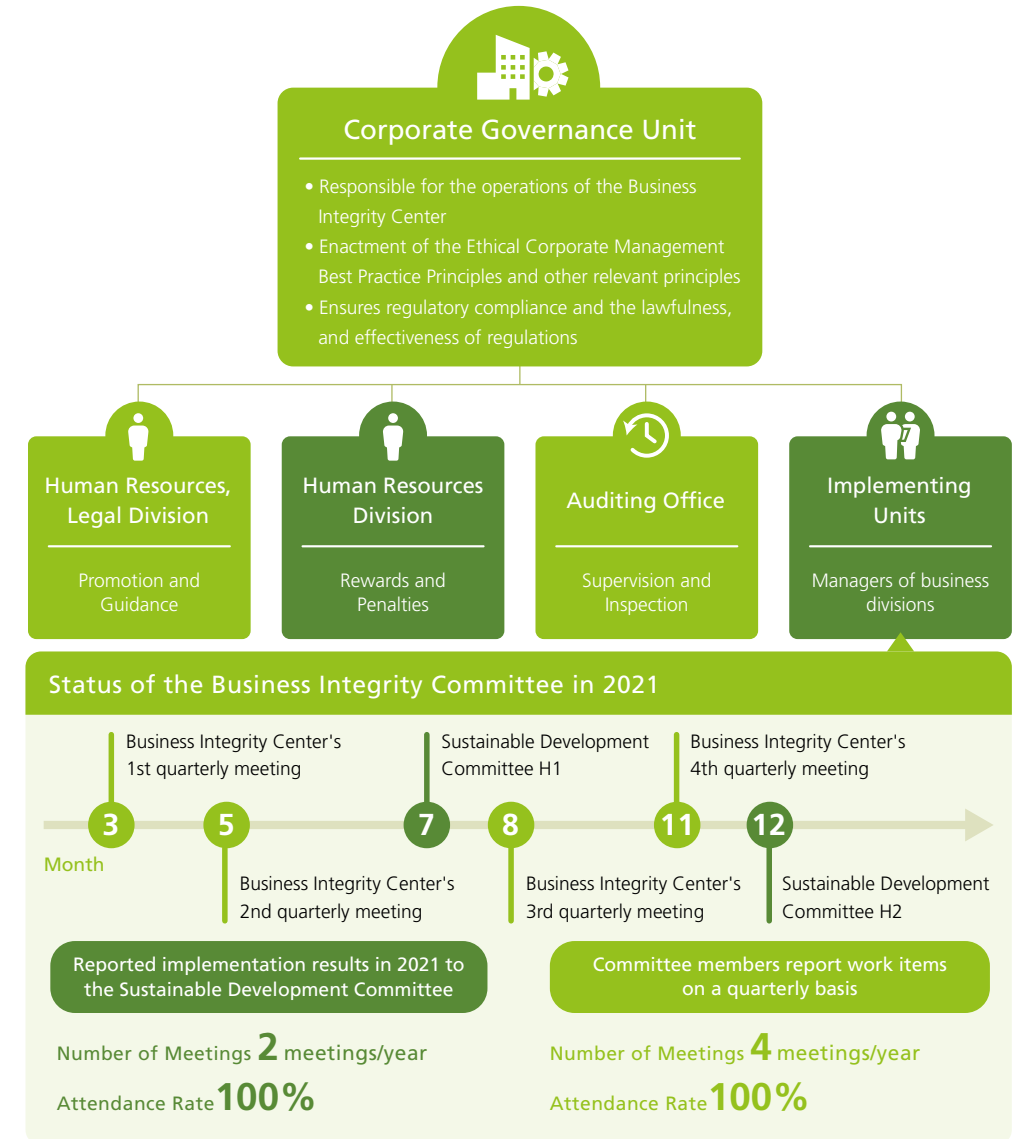 Corporate Governance Unit
• Responsible for the operations of the Business
Integrity Center
• Enactment of the Ethical Corporate Management
Best Practice Principles and other relevant principles
• Ensures regulatory compliance and the lawfulness,
and effectiveness of regulations
Human Resources,
Legal Division
Promotion and
Guidance
Human Resources
Division
Rewards and
Penalties
Auditing Office
Supervision and
Inspection
Implementing
Units
Managers of business
divisions
Status of the Business Integrity Committee in 2021
Business Integrity Center's
1st quarterly meeting
Sustainable Development
Committee H1
Business Integrity Center's
4th quarterly meeting
3 5 7 8 11 12
Month
Business Integrity Center's
2nd quarterly meeting
Business Integrity Center's
3rd quarterly meeting
Sustainable Development
Committee H2
Reported implementation results in 2021 to
the Sustainable Development Committee
Number of Meetings 2 meetings/year
Attendance Rate 100%
Committee members report work items
on a quarterly basis
Number of Meetings 4 meetings/year
Attendance Rate 100%